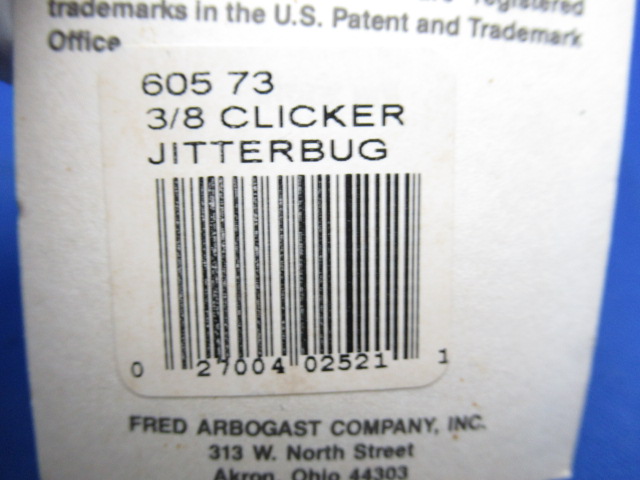 registered
trademarks in the U.S. Patent and Trademark
Office
605 73
3/8 CLICKER
JITTERBUG
0 27004 02521 1
FRED ARBOGAST COMPANY, INC.
313 W. North Street
Akron, Ohio 44303